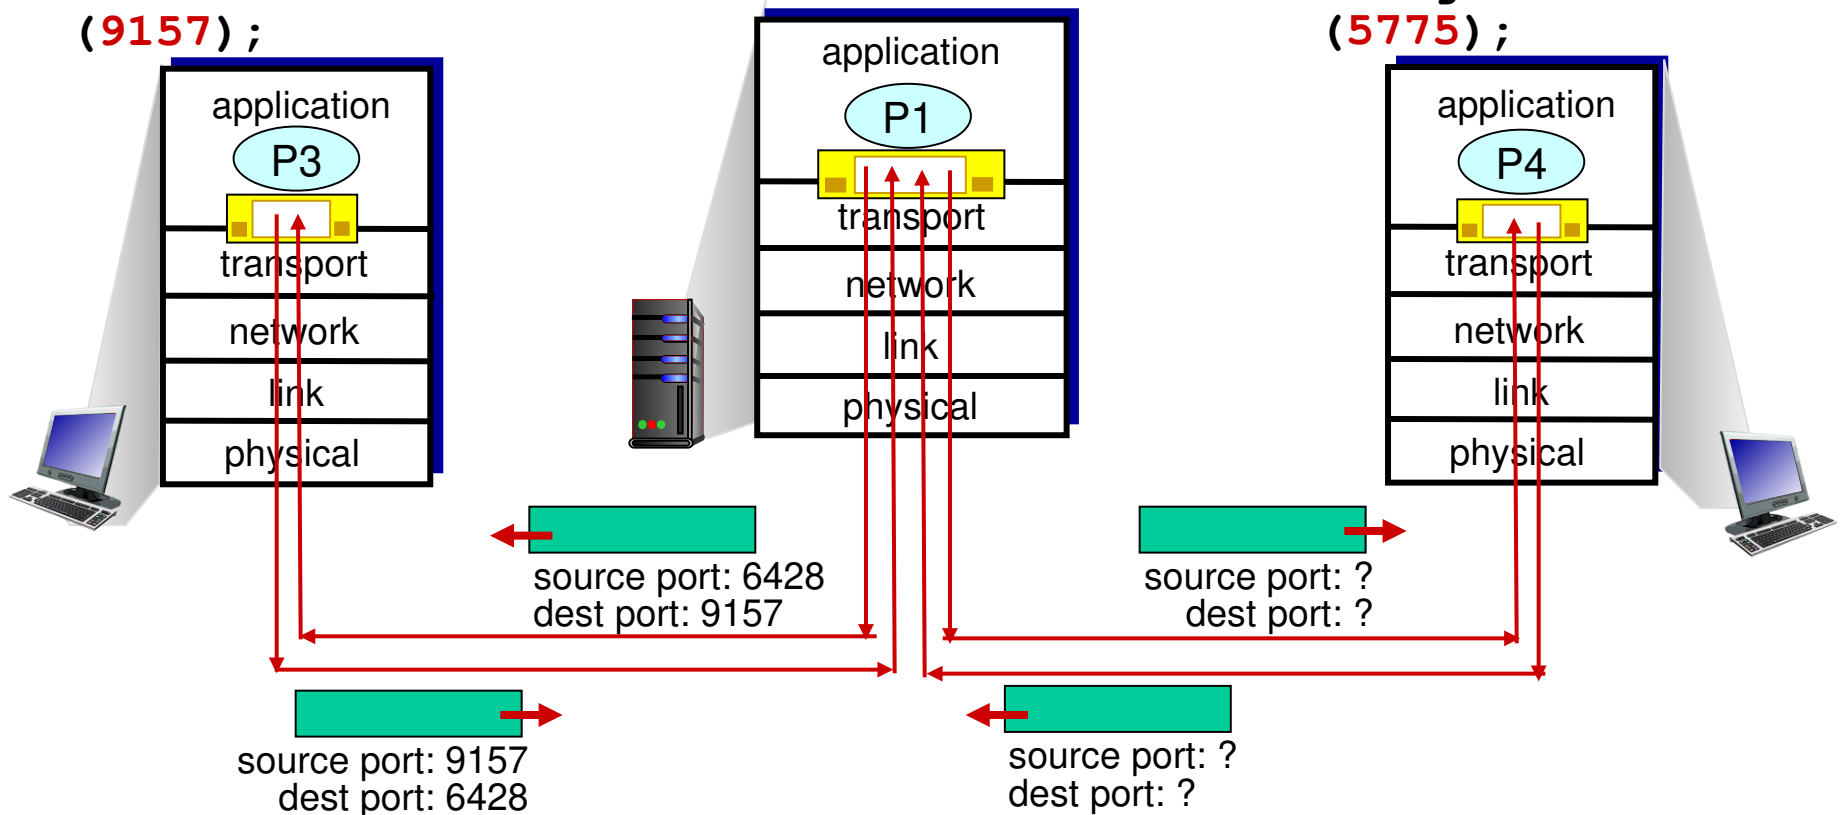 (9157);
application
P3
transport
network
link
physical
application
P1
transport
network
link
physical
(5775);
application
P4
transport
network
link
physical
source port: 6428
dest port: 9157
source port: ?
dest port: ?
source port: 9157
dest port: 6428
source port: ?
dest port: ?